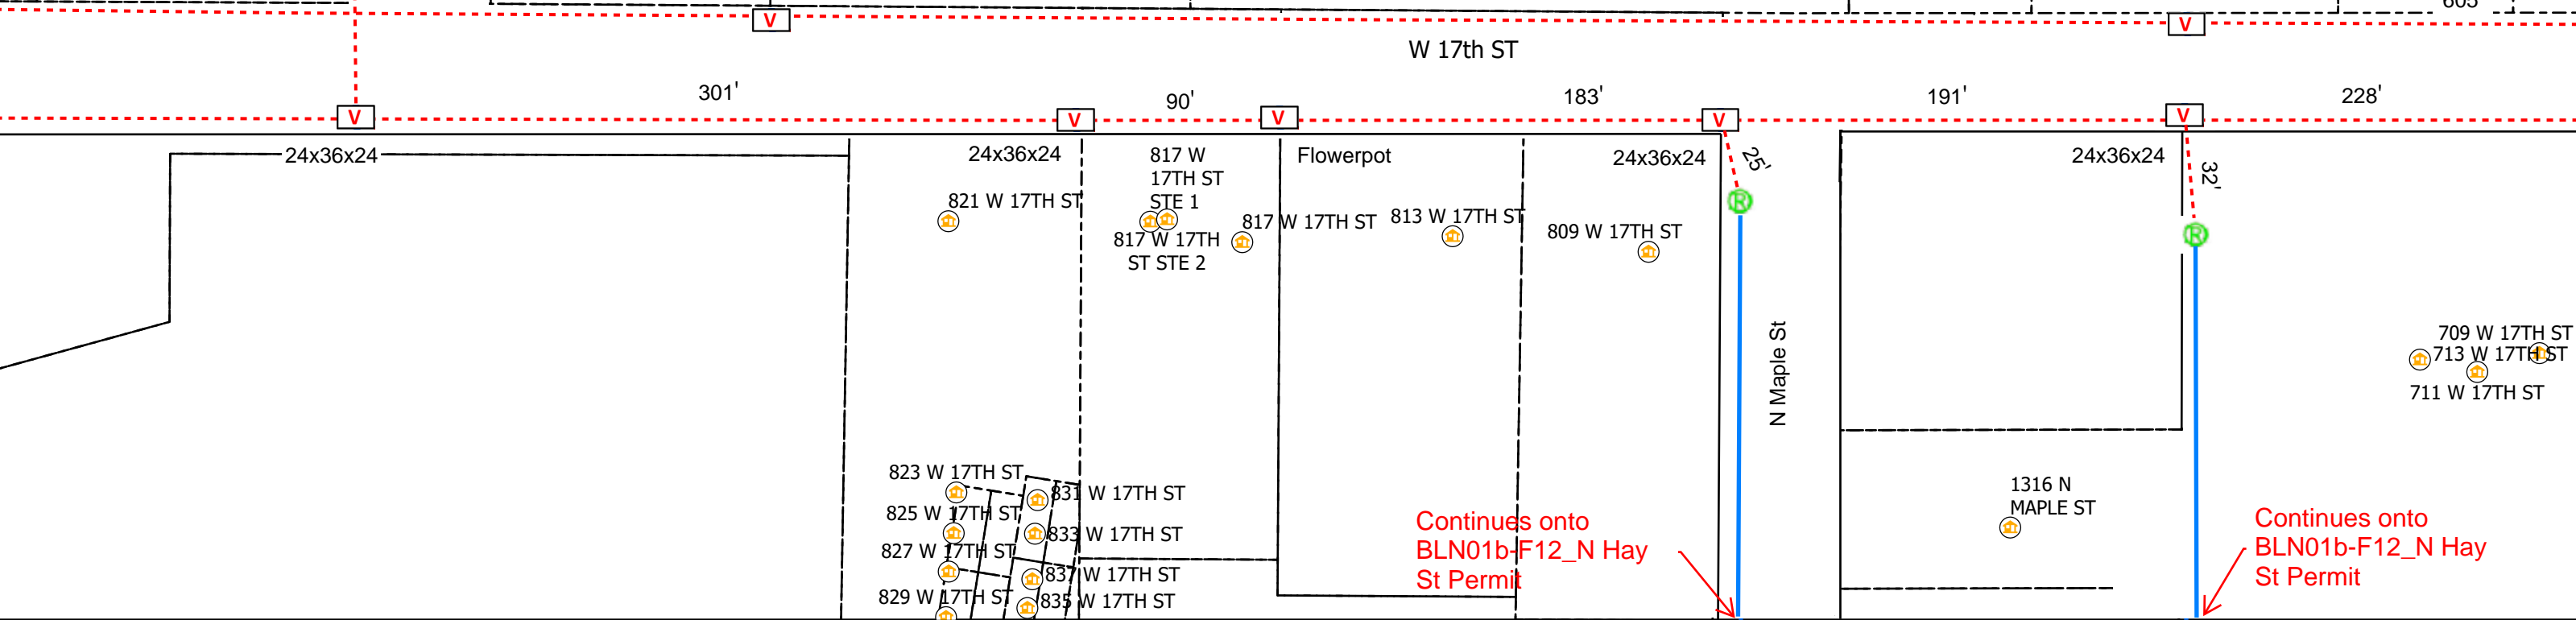 605'
V
V
W 17th ST
301'
90'
183'
191'
228'
V
V
V
V
V
24x36x24
24x36x24
817 W
17TH ST
STE 1
Flowerpot
24x36x24
25'
24x36x24
32'
821 W 17TH ST
817 W 17TH
ST STE 2
817 W 17TH ST
813 W 17TH ST
809 W 17TH ST
R
R
N Maple St
709 W 17TH ST
713 W 17TH ST
711 W 17TH ST
823 W 17TH ST
831 W 17TH ST
825 W 17TH ST
833 W 17TH ST
827 W 17TH ST
837 W 17TH ST
829 W 17TH ST
835 W 17TH ST
Continues onto
BLN01b-F12_N Hay
St Permit
1316 N
MAPLE ST
Continues onto
BLN01b-F12_N Hay
St Permit